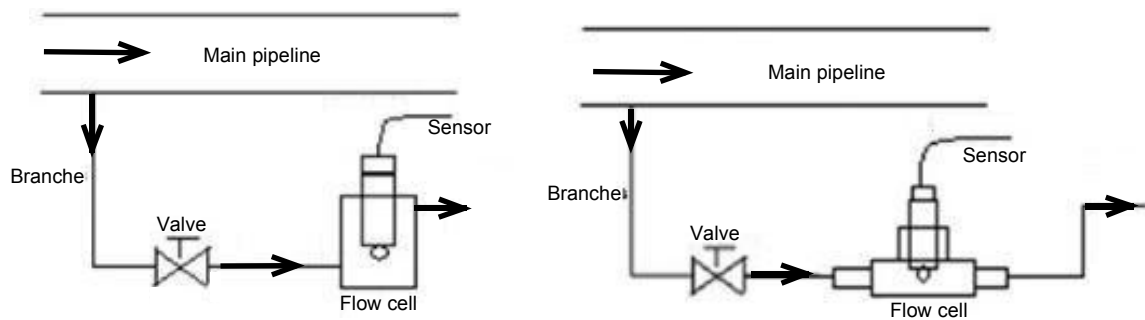 Main pipeline
Sensor
Branche
Valve
Flow cell
Main pipeline
Sensor
Branche
Valve
Flow cell